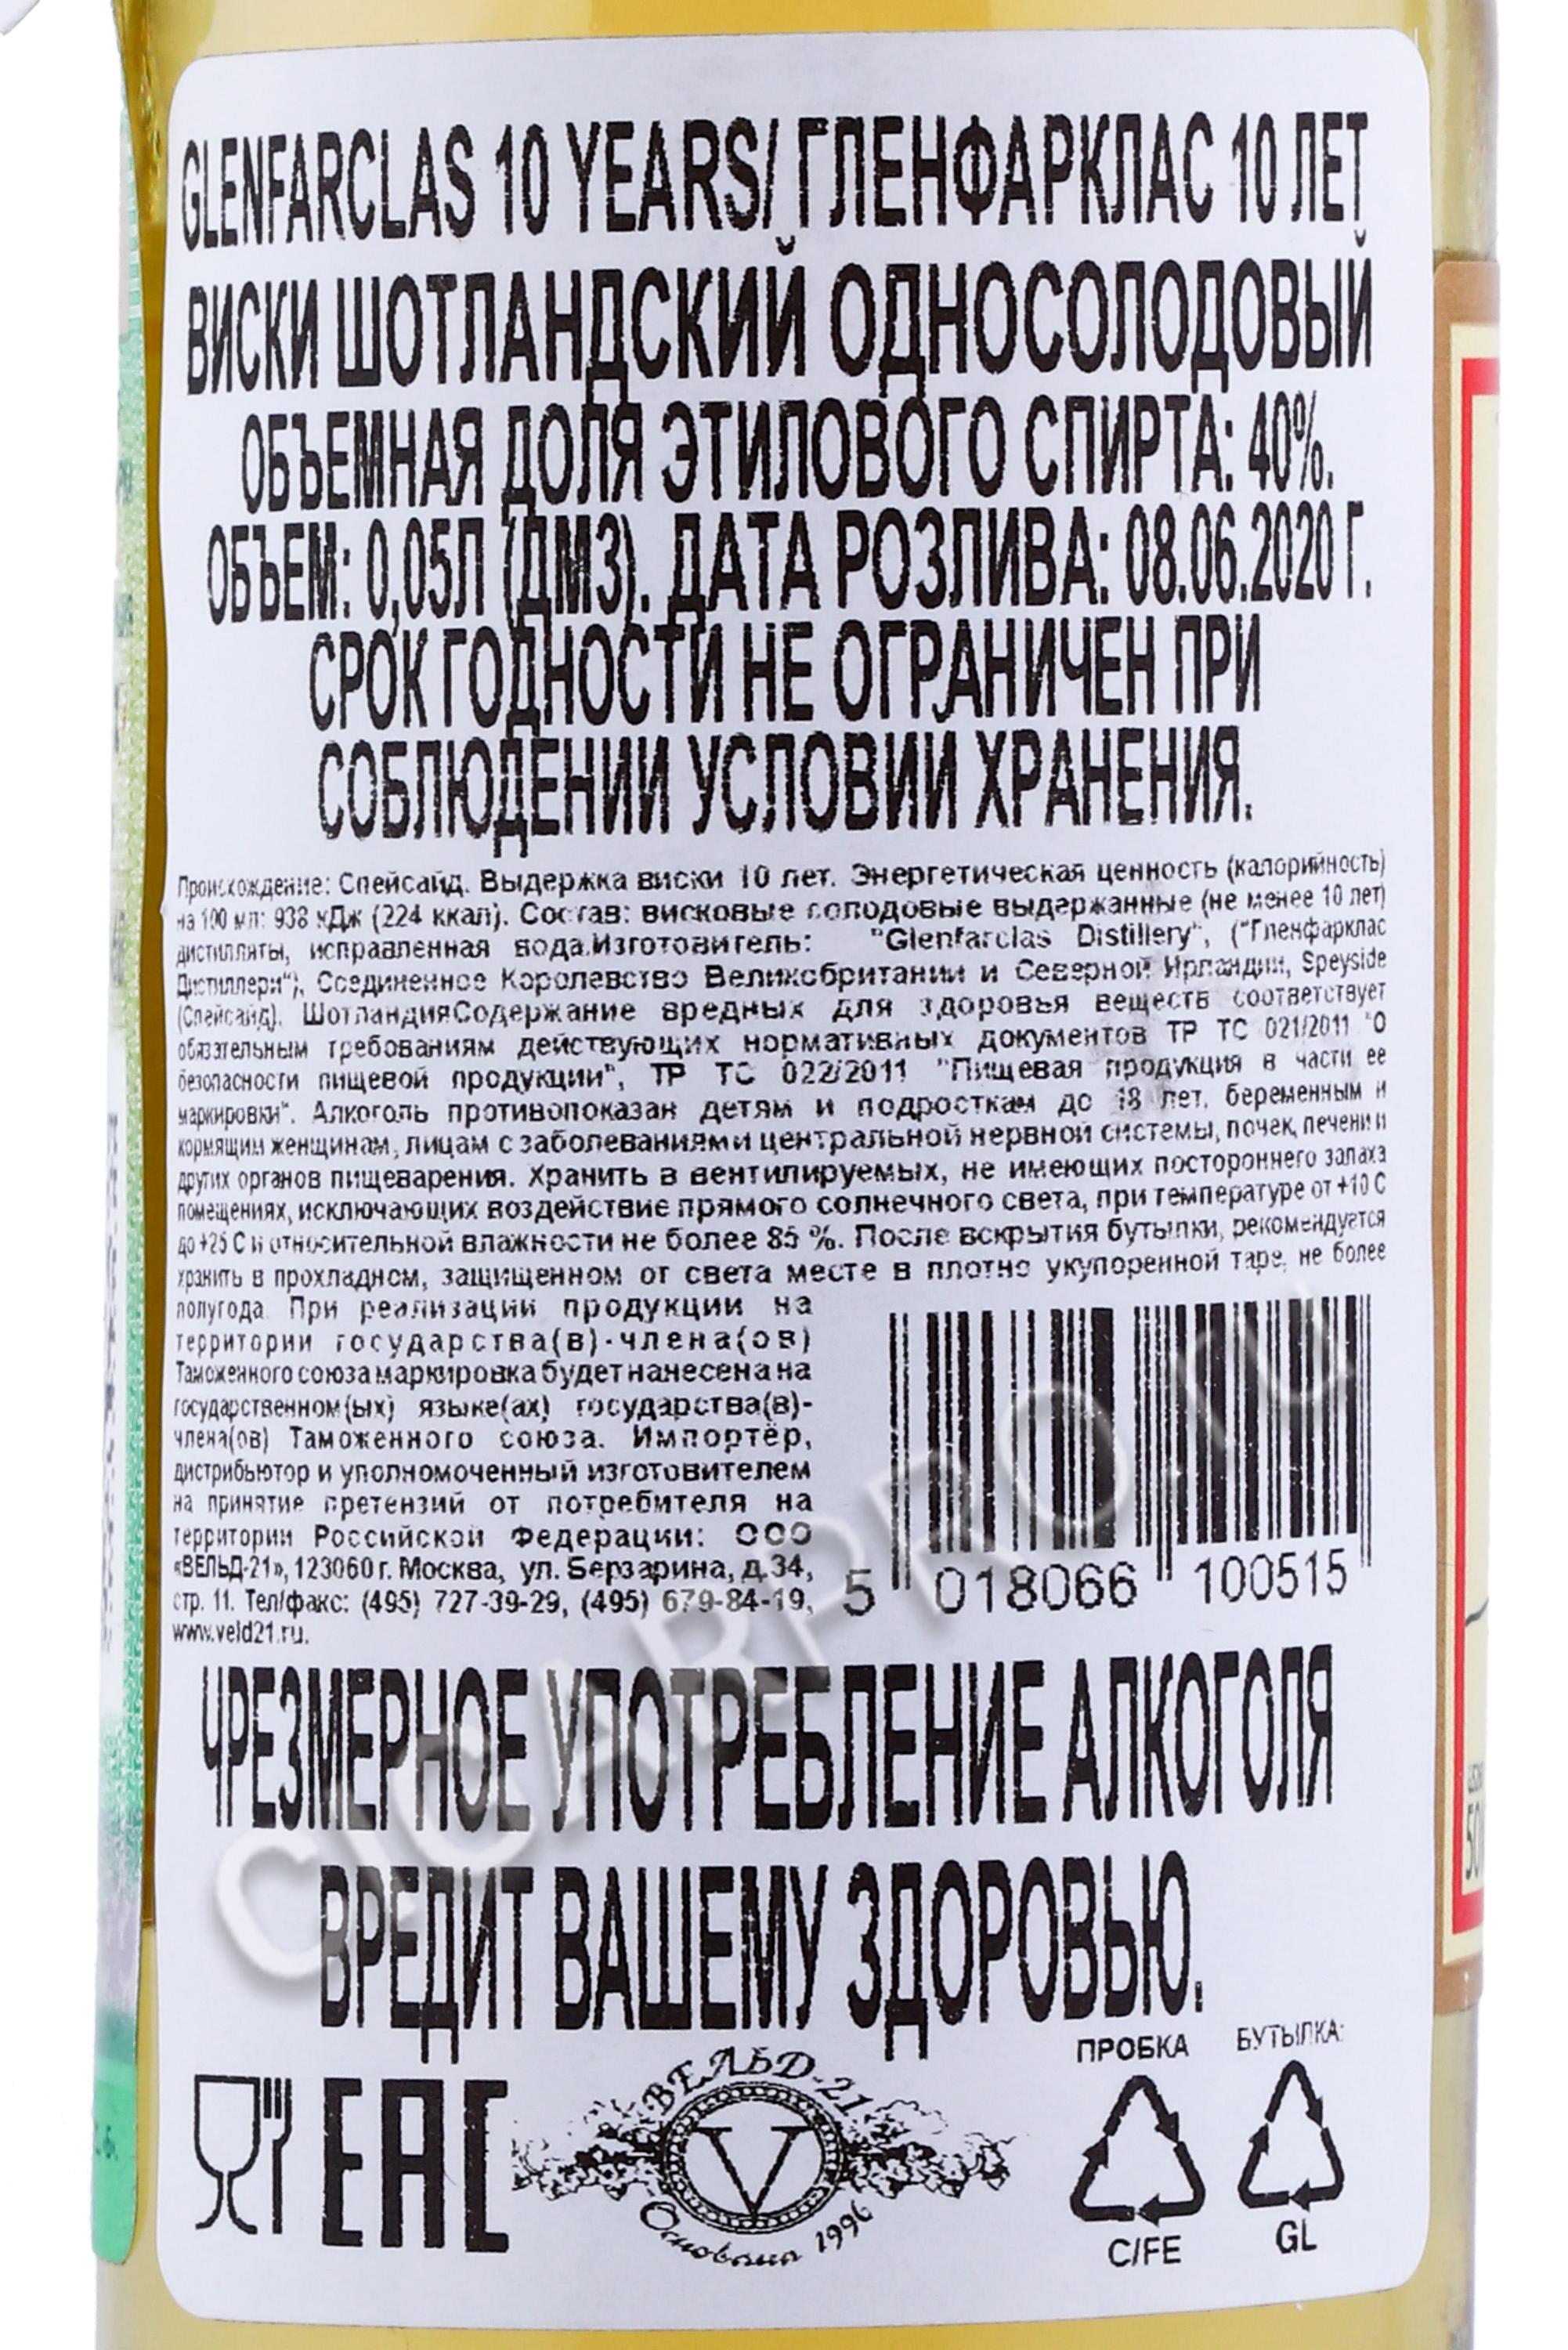 GLENFARCLAS 10 YEARS/ ГЛЕНФАРКЛАС 10 ЛЕТ
ВИСКИ ШОТЛАНДСКИЙ ОДНОСОЛОДОВЫЙ
ОБЪЕМНАЯ ДОЛЯ ЭТИЛОВОГО СПИРТА: 40%.
ОБЪЕМ: 0,05Л (ДМ3). ДАТА РОЗЛИВА: 08.06.2020 Г.
СРОК ГОДНОСТИ НЕ ОГРАНИЧЕН ПРИ
СОБЛЮДЕНИИ УСЛОВИЙ ХРАНЕНИЯ.
Происхождение: Спейсайд. Выдержка виски 10 лет. Энергетическая ценность (калорийность)
на 100 мл: 938 кДж (224 ккал). Состав: висковые солодовые выдержанные (не менее 10 лет)
дистилляты, исправленная вода.Изготовитель: "Glenfarclas Distillery", ("Гленфарклас
Дистиллери"), Соединенное Королевство Великобритании и Северной Ирландии, Speyside
(Спейсайд), ШотландияСодержание вредных для здоровья веществ соответствует
обязательным требованиям действующих нормативных документов ТР ТС 021/2011 "О
безопасности пищевой продукции", ТР ТС 022/2011 "Пищевая продукция в части ее
маркировки". Алкоголь противопоказан детям и подросткам до 18 лет, беременным и
кормящим женщинам, лицам с заболеваниями центральной нервной системы, почек, печени и
других органов пищеварения. Хранить в вентилируемых, не имеющих постороннего запаха
помещениях, исключающих воздействие прямого солнечного света, при температуре от +10 С
до +25 С и относительной влажности не более 85 %. После вскрытия бутылки, рекомендуется
хранить в прохладном, защищенном от света месте в плотно укупоренной таре, не более
полугода. При реализации продукции на
территории государства(в)-члена(ов)
Таможенного союза маркировка будет нанесена на
государственном(ых) языке(ах) государства(в)-
члена(ов) Таможенного союза. Импортёр,
дистрибьютор и уполномоченный изготовителем
на принятие претензий от потребителя на
территории Российской Федерации: ООО
«ВЕЛЬД-21», 123060 г. Москва, ул. Берзарина, д.34,
стр. 11. Тел/факс: (495) 727-39-29, (495) 679-84-19,
www.veld21.ru.
5 018066 100515
ЧРЕЗМЕРНОЕ УПОТРЕБЛЕНИЕ АЛКОГОЛЯ
ВРЕДИТ ВАШЕМУ ЗДОРОВЬЮ.
ПРОБКА БУТЫЛКА:
EAC
ВЕЛЬД-21
V
Основана 1996
C/FE GL
CIGARPRO.RU